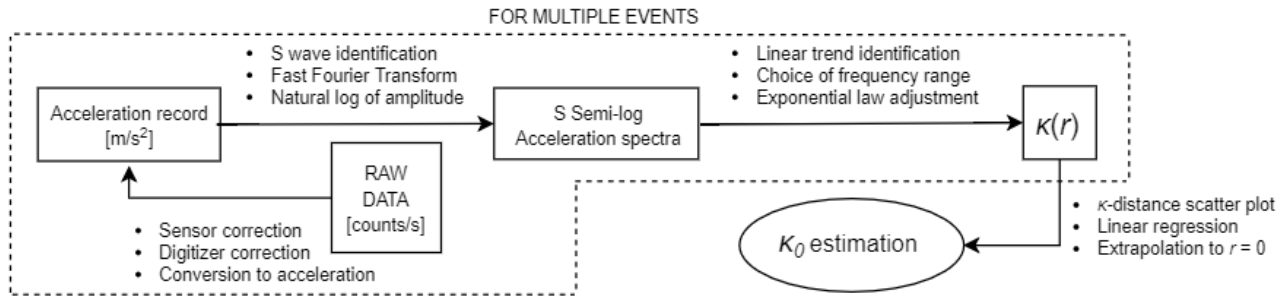 FOR MULTIPLE EVENTS
• S wave identification
• Fast Fourier Transform
• Natural log of amplitude
• Linear trend identification
• Choice of frequency range
• Exponential law adjustment
Acceleration record
[m/s²]
S Semi-log
Acceleration spectra
κ(r)
RAW
DATA
[counts/s]
• Sensor correction
• Digitizer correction
• Conversion to acceleration
κ₀ estimation
• κ-distance scatter plot
• Linear regression
• Extrapolation to r = 0